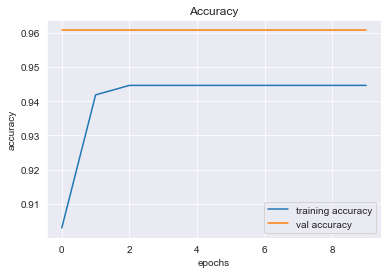 Accuracy
0.96
0.95
0.94
0.93
0.92
0.91
accuracy
training accuracy
val accuracy
0 2 4 6 8
epochs